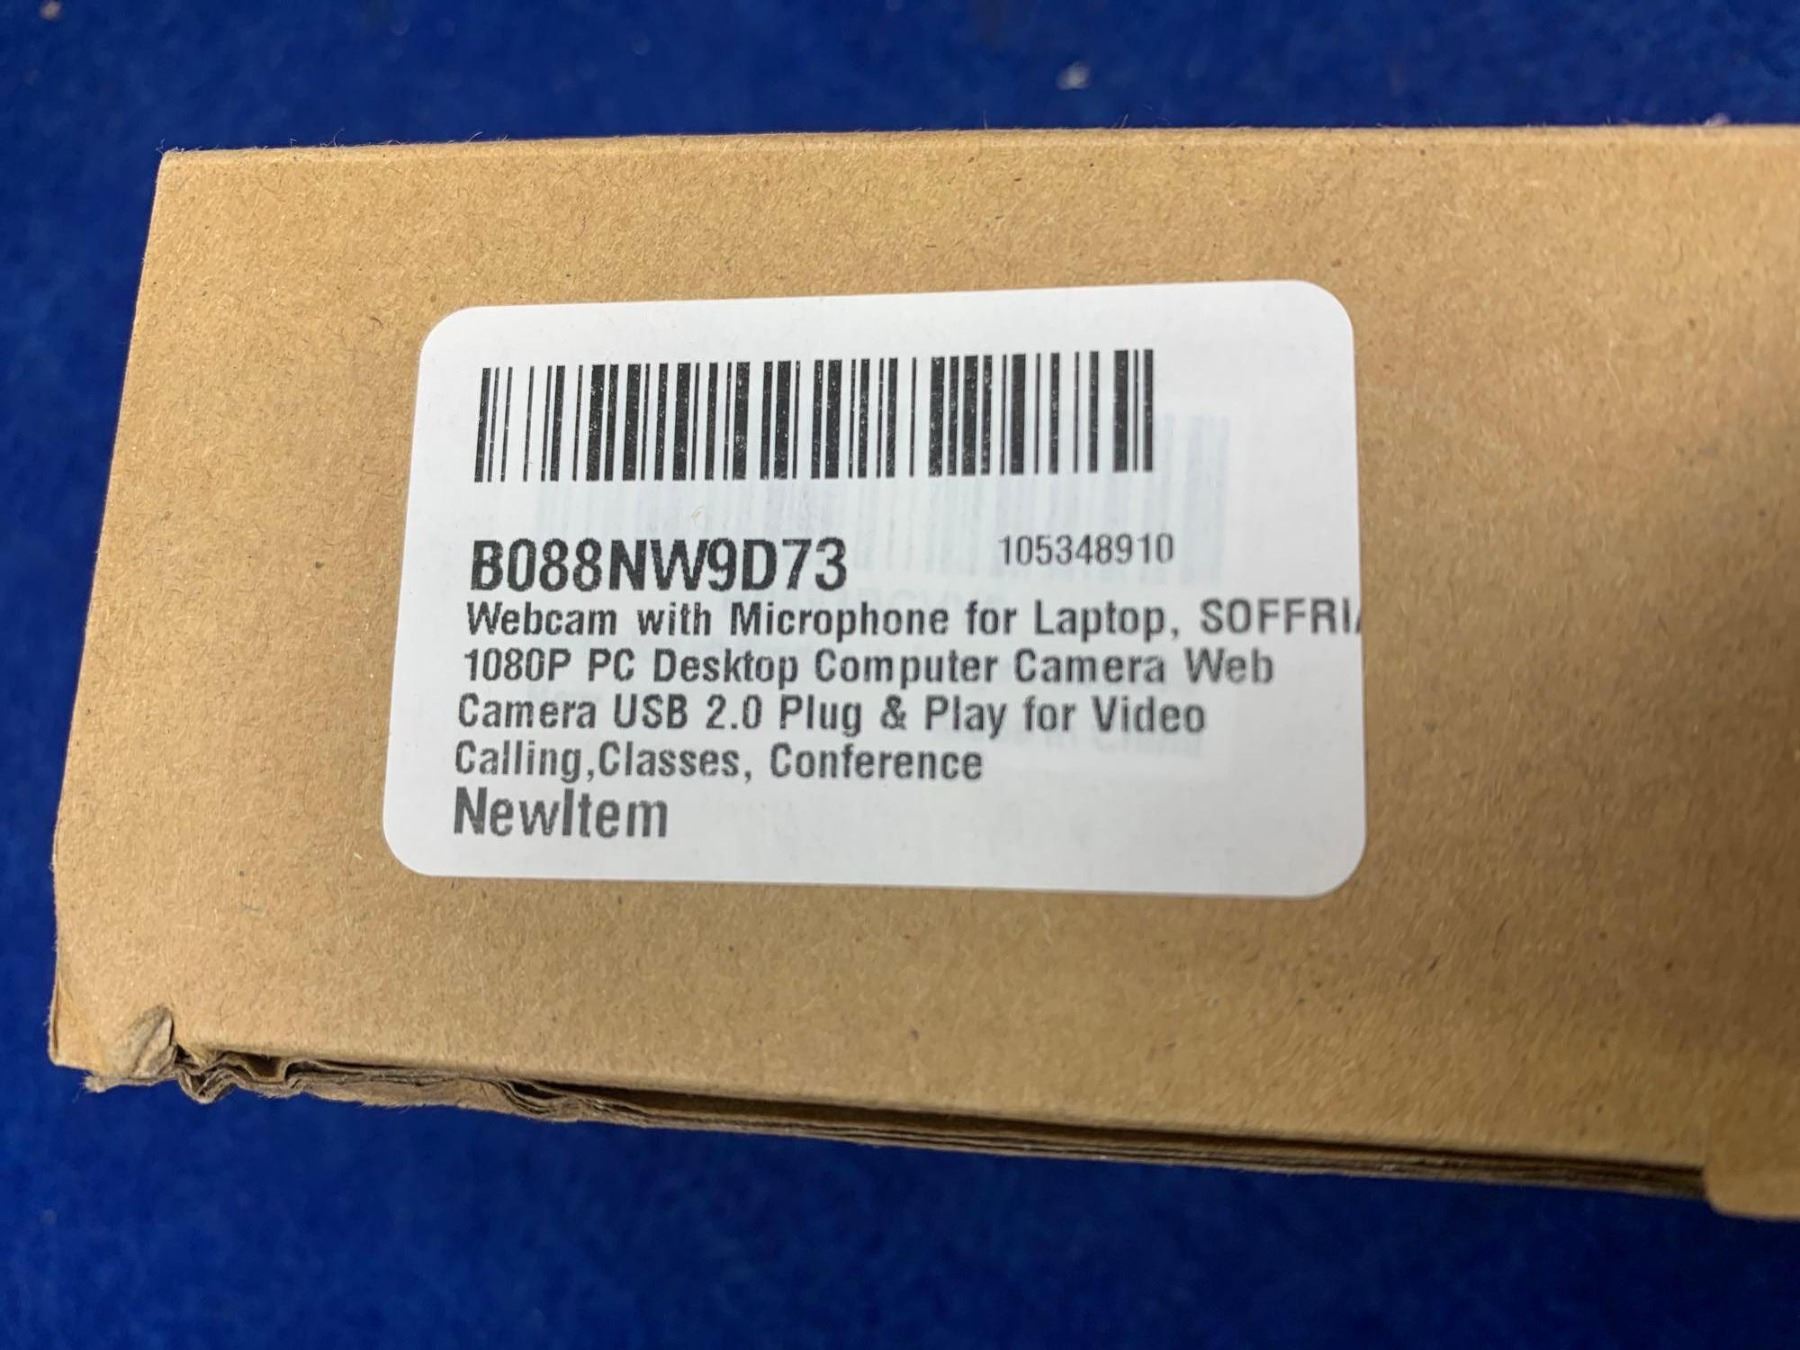 B088NW9D73 105348910
Webcam with Microphone for Laptop, SOFFRI
1080P PC Desktop Computer Camera Web
Camera USB 2.0 Plug & Play for Video
Calling,Classes, Conference
NewItem